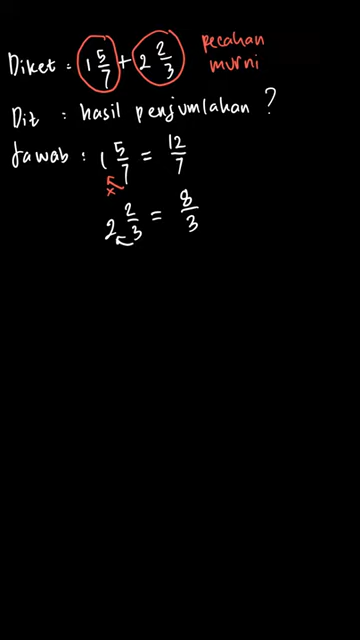 Diket = 1 5/7 + 2 2/3 pecahan murni
Dit : hasil penjumlahan ?
Jawab : 1 5/7 = 12/7
x
2 2/3 = 8/3